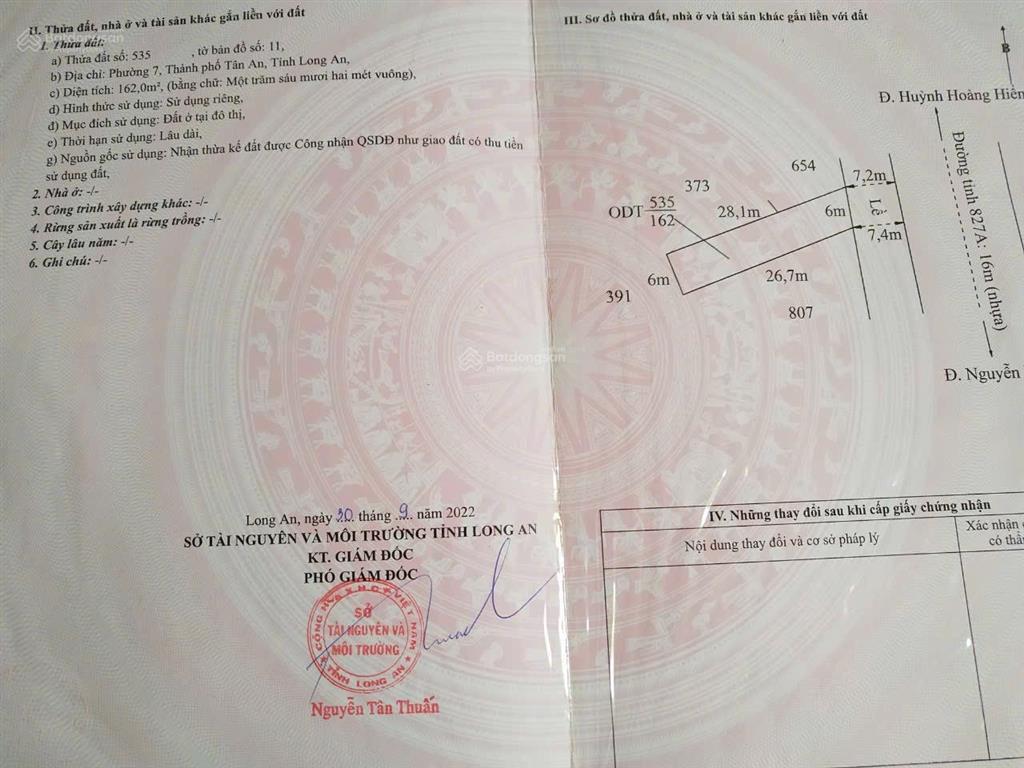 II. Thửa đất, nhà ở và tài sản khác gắn liền với đất
1. Thửa đất:
a) Thửa đất số: 535 , tờ bản đồ số: 11,
b) Địa chỉ: Phường 7, Thành phố Tân An, Tỉnh Long An,
c) Diện tích: 162,0m², (bằng chữ: Một trăm sáu mươi hai mét vuông),
d) Hình thức sử dụng: Sử dụng riêng,
đ) Mục đích sử dụng: Đất ở tại đô thị,
e) Thời hạn sử dụng: Lâu dài,
g) Nguồn gốc sử dụng: Nhận thừa kế đất được Công nhận QSDĐ như giao đất có thu tiền
sử dụng đất,
2. Nhà ở: -/-
3. Công trình xây dựng khác: -/-
4. Rừng sản xuất là rừng trồng: -/-
5. Cây lâu năm: -/-
6. Ghi chú: -/-
Long An, ngày 20 tháng 9 năm 2022
SỞ TÀI NGUYÊN VÀ MÔI TRƯỜNG TỈNH LONG AN
KT. GIÁM ĐỐC
PHÓ GIÁM ĐỐC
CỘNG HÒA X.H.C.N VIỆT NAM
SỞ
TÀI NGUYÊN VÀ
MÔI TRƯỜNG
TỈNH LONG AN
Nguyễn Tân Thuấn
III. Sơ đồ thửa đất, nhà ở và tài sản khác gắn liền với đất
B
Đ. Huỳnh Hoàng Hiển
654
7,2m
373
ODT 535
162
28,1m
6m
Lề
7,4m
Đường tỉnh 827A: 16m (nhựa)
6m
26,7m
391
807
Đ. Nguyễn
Batdongsan
IV. Những thay đổi sau khi cấp giấy chứng nhận
Nội dung thay đổi và cơ sở pháp lý
Xác nhận
có thẩ